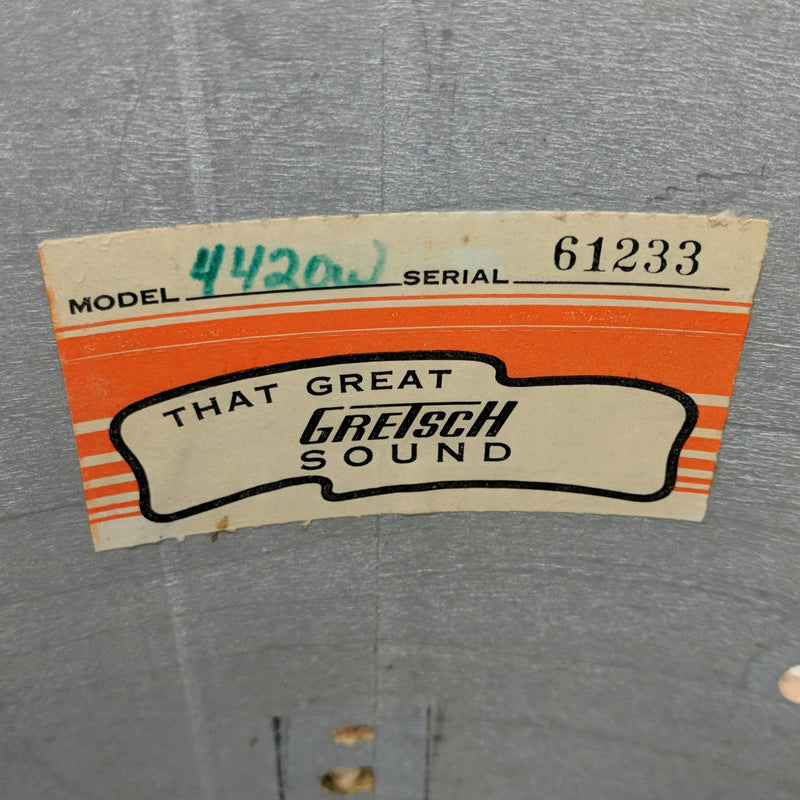 MODEL 4420W SERIAL 61233
THAT GREAT
GRETSCH
SOUND